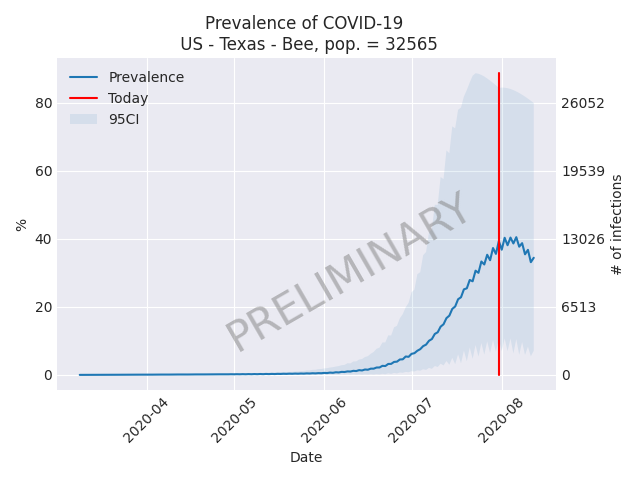 Prevalence of COVID-19
US - Texas - Bee, pop. = 32565
Prevalence
Today
95CI
80
60
40
20
0
%
26052
19539
13026
6513
0
# of infections
PRELIMINARY
2020-04
2020-05
2020-06
2020-07
2020-08
Date